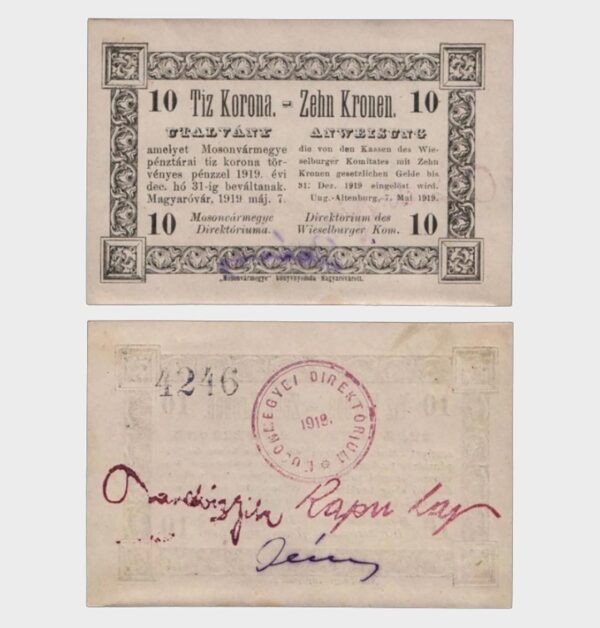 10 Tiz Korona. - Zehn Kronen. 10
UTALVÁNY ANWEISUNG
amelyet Mosonvármegye
pénztárai tiz korona tör-
vényes pénzzel 1919. évi
dec. hó 31-ig beváltanak.
Magyaróvár, 1919 máj. 7.
die von den Kassen des Wie-
selburger Komitates mit Zehn
Kronen gesetzlichen Gelde bis
31. Dez. 1919 eingelöst wird.
Ung.-Altenburg, 7. Mai 1919.
10 Mosonvármegye
Direktóriuma.
Direktorium des
Wieselburger Kom. 10
„Mosonvármegye" könyvnyomda Magyaróvárott.
4246
MOSONMEGYEI DIREKTÓRIUM
1919.